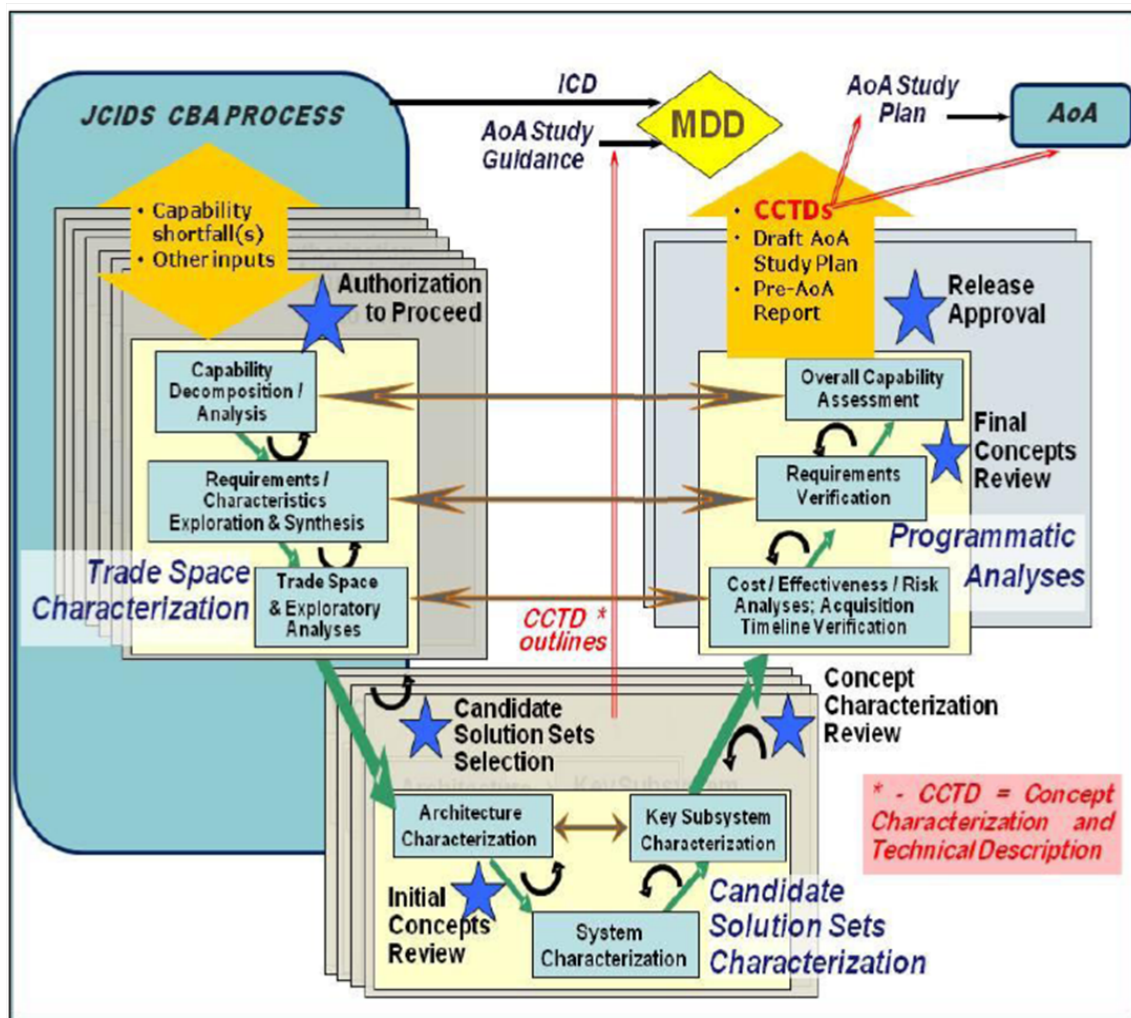 JCIDS CBA PROCESS
ICD
AoA Study
Guidance
MDD
AoA Study
Plan
AoA
• Capability
shortfall(s)
• Other inputs
• CCTDs
• Draft AoA
Study Plan
• Pre-AoA
Report
Authorization
to Proceed
Release
Approval
Capability
Decomposition /
Analysis
Overall Capability
Assessment
Requirements /
Characteristics
Exploration & Synthesis
Requirements
Verification
Final
Concepts
Review
Trade Space
Characterization
Trade Space
& Exploratory
Analyses
Programmatic
Analyses
Cost / Effectiveness / Risk
Analyses; Acquisition
Timeline Verification
CCTD *
outlines
Candidate
Solution Sets
Selection
Concept
Characterization
Review
Architecture
Characterization
Key Subsystem
Characterization
* - CCTD = Concept
Characterization and
Technical Description
Initial
Concepts
Review
System
Characterization
Candidate
Solution Sets
Characterization